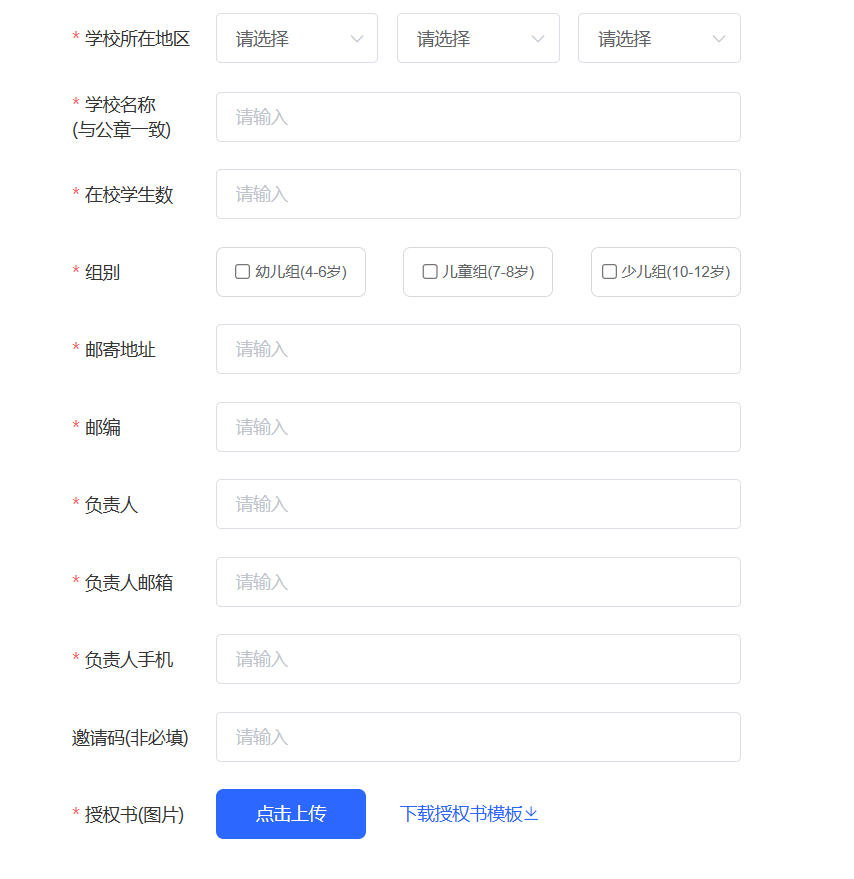 * 学校所在地区 请选择 请选择 请选择
* 学校名称
(与公章一致) 请输入
* 在校学生数 请输入
* 组别 幼儿组(4-6岁) 儿童组(7-8岁) 少儿组(10-12岁)
* 邮寄地址 请输入
* 邮编 请输入
* 负责人 请输入
* 负责人邮箱 请输入
* 负责人手机 请输入
邀请码(非必填) 请输入
* 授权书(图片) 点击上传 下载授权书模板